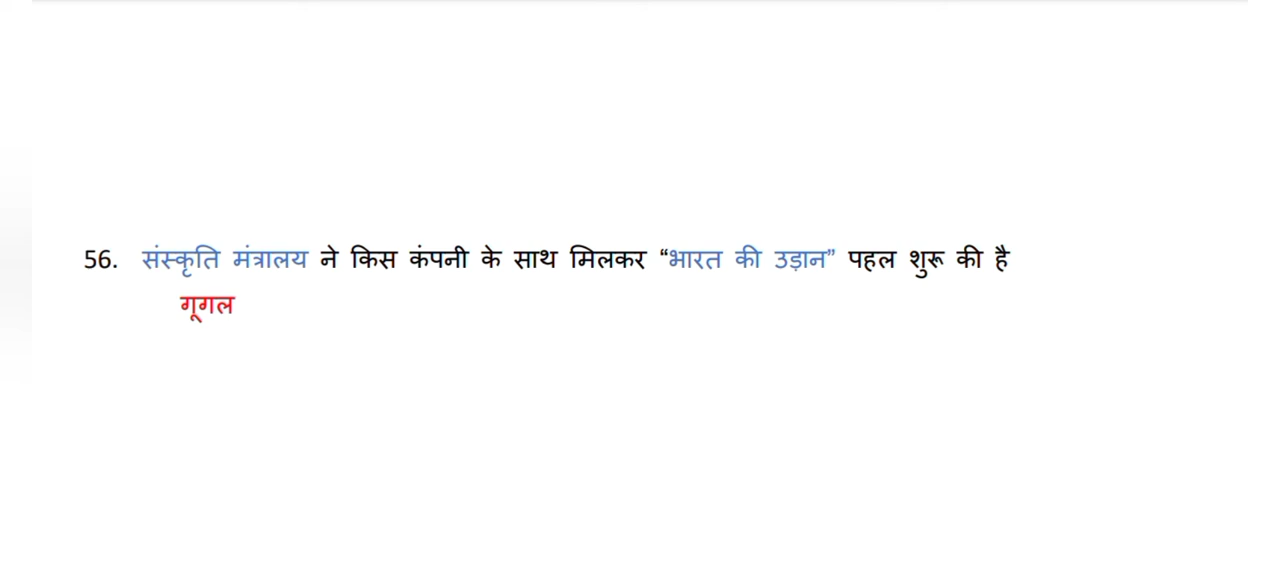 56. संस्कृति मंत्रालय ने किस कंपनी के साथ मिलकर “भारत की उड़ान” पहल शुरू की है
गूगल